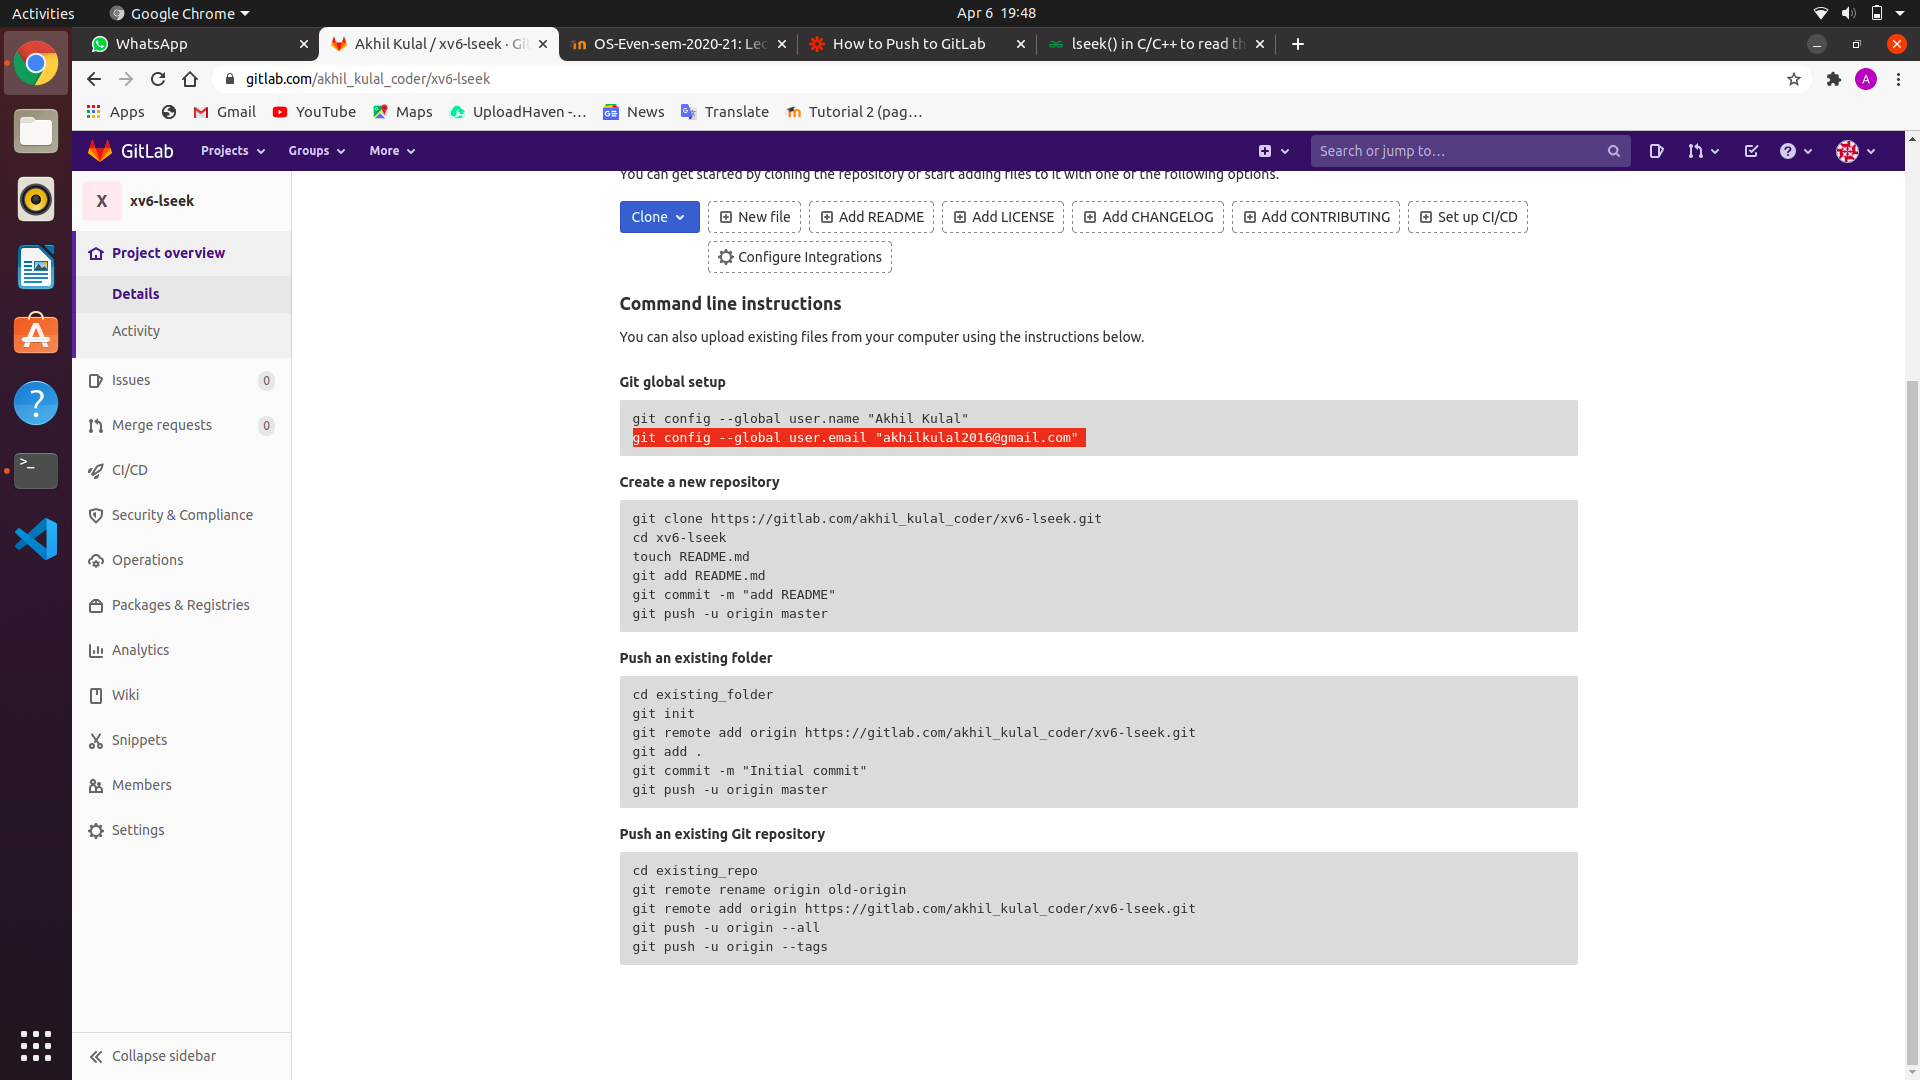 Activities
Google Chrome
Apr 6 19:48
WhatsApp
Akhil Kulal / xv6-lseek · Git
OS-Even-sem-2020-21: Lec
How to Push to GitLab
lseek() in C/C++ to read th
gitlab.com/akhil_kulal_coder/xv6-lseek
A
Apps
Gmail
YouTube
Maps
UploadHaven -...
News
Translate
Tutorial 2 (pag...
GitLab
Projects
Groups
More
Search or jump to...
X
xv6-lseek
Project overview
Details
Activity
Issues
0
Merge requests
0
CI/CD
Security & Compliance
Operations
Packages & Registries
Analytics
Wiki
Snippets
Members
Settings
Collapse sidebar
You can get started by cloning the repository or start adding files to it with one of the following options.
Clone
New file
Add README
Add LICENSE
Add CHANGELOG
Add CONTRIBUTING
Set up CI/CD
Configure Integrations
Command line instructions
You can also upload existing files from your computer using the instructions below.
Git global setup
git config --global user.name "Akhil Kulal"
git config --global user.email "akhilkulal2016@gmail.com"
Create a new repository
git clone https://gitlab.com/akhil_kulal_coder/xv6-lseek.git
cd xv6-lseek
touch README.md
git add README.md
git commit -m "add README"
git push -u origin master
Push an existing folder
cd existing_folder
git init
git remote add origin https://gitlab.com/akhil_kulal_coder/xv6-lseek.git
git add .
git commit -m "Initial commit"
git push -u origin master
Push an existing Git repository
cd existing_repo
git remote rename origin old-origin
git remote add origin https://gitlab.com/akhil_kulal_coder/xv6-lseek.git
git push -u origin --all
git push -u origin --tags